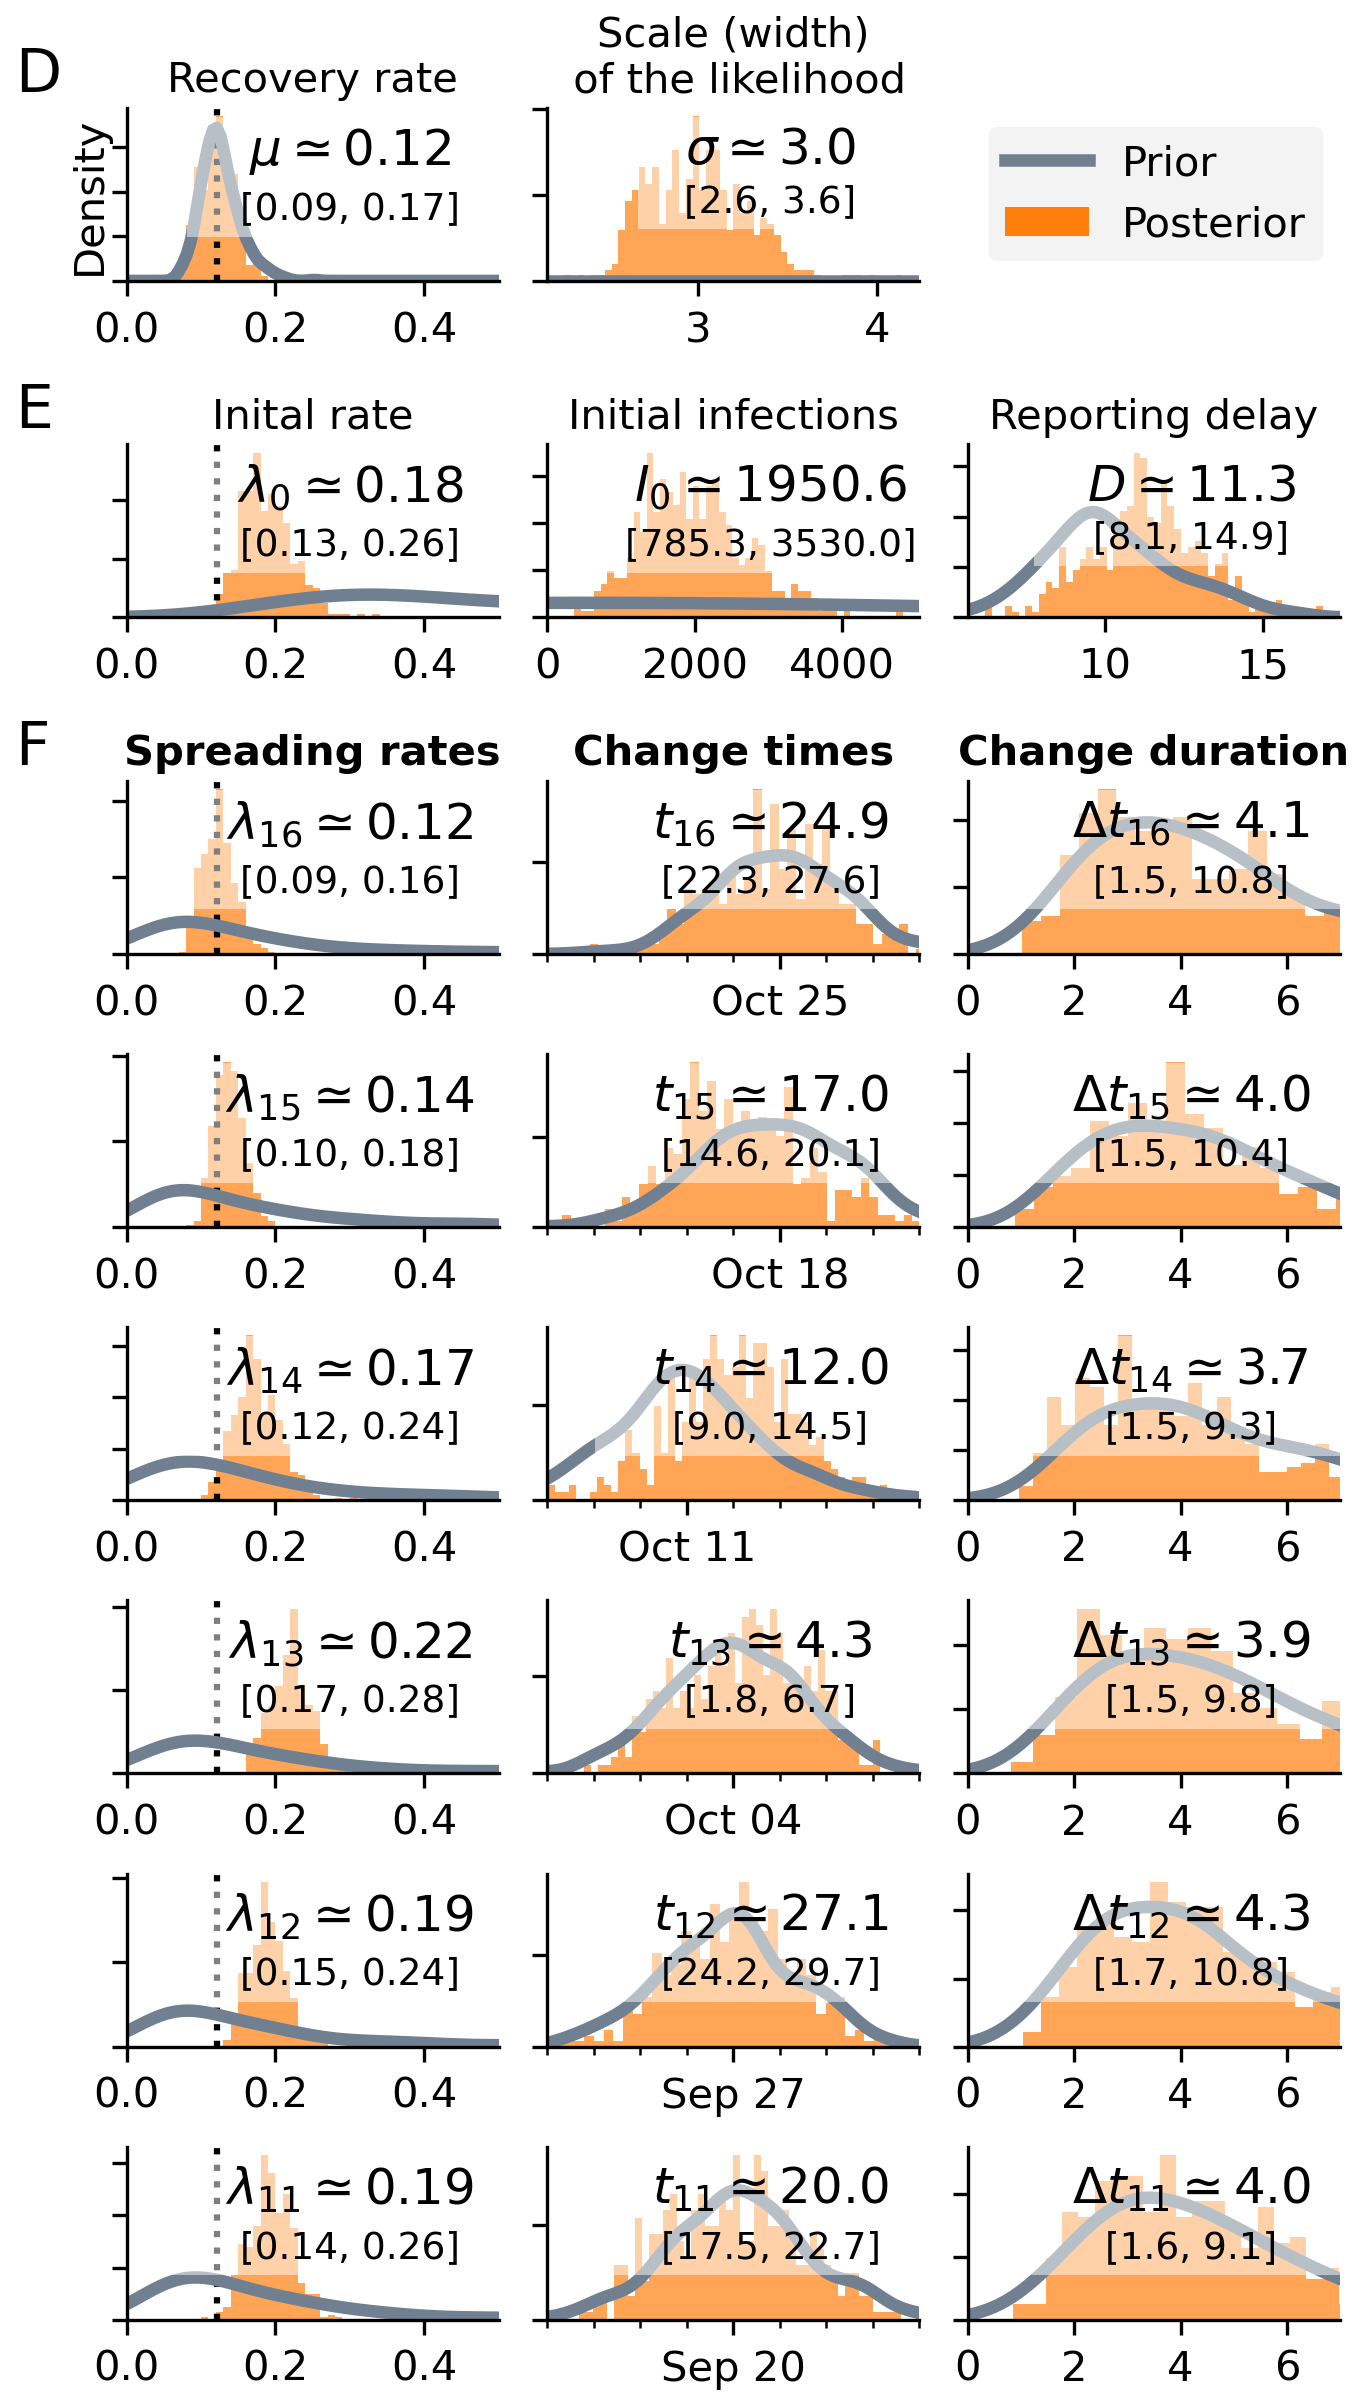 D
Recovery rate
Scale (width)
of the likelihood
Density
μ ≃ 0.12
[0.09, 0.17]
σ ≃ 3.0
[2.6, 3.6]
Prior
Posterior
0.0 0.2 0.4
3 4
E
Inital rate
Initial infections
Reporting delay
λ0 ≃ 0.18
[0.13, 0.26]
I0 ≃ 1950.6
[785.3, 3530.0]
D ≃ 11.3
[8.1, 14.9]
0.0 0.2 0.4
0 2000 4000
10 15
F
Spreading rates
Change times
Change duration
λ16 ≃ 0.12
[0.09, 0.16]
t16 ≃ 24.9
[22.3, 27.6]
Δt16 ≃ 4.1
[1.5, 10.8]
0.0 0.2 0.4
Oct 25
0 2 4 6
λ15 ≃ 0.14
[0.10, 0.18]
t15 ≃ 17.0
[14.6, 20.1]
Δt15 ≃ 4.0
[1.5, 10.4]
0.0 0.2 0.4
Oct 18
0 2 4 6
λ14 ≃ 0.17
[0.12, 0.24]
t14 ≃ 12.0
[9.0, 14.5]
Δt14 ≃ 3.7
[1.5, 9.3]
0.0 0.2 0.4
Oct 11
0 2 4 6
λ13 ≃ 0.22
[0.17, 0.28]
t13 ≃ 4.3
[1.8, 6.7]
Δt13 ≃ 3.9
[1.5, 9.8]
0.0 0.2 0.4
Oct 04
0 2 4 6
λ12 ≃ 0.19
[0.15, 0.24]
t12 ≃ 27.1
[24.2, 29.7]
Δt12 ≃ 4.3
[1.7, 10.8]
0.0 0.2 0.4
Sep 27
0 2 4 6
λ11 ≃ 0.19
[0.14, 0.26]
t11 ≃ 20.0
[17.5, 22.7]
Δt11 ≃ 4.0
[1.6, 9.1]
0.0 0.2 0.4
Sep 20
0 2 4 6